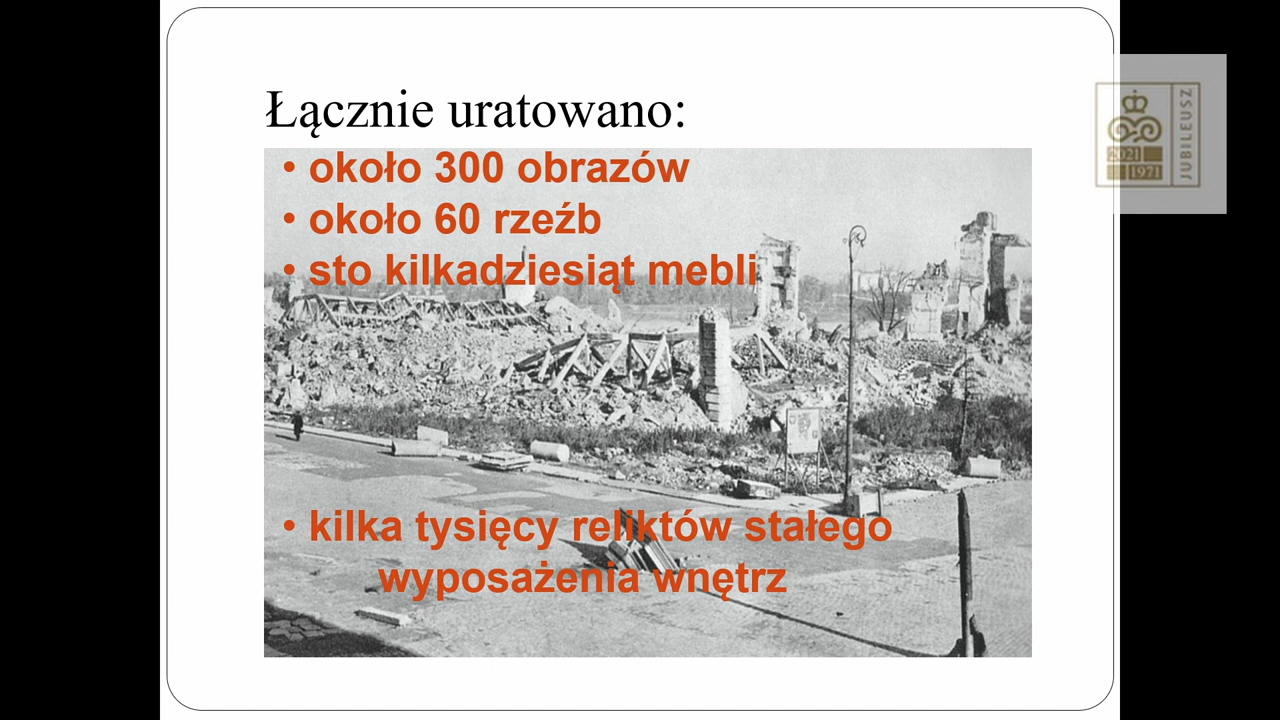 Łącznie uratowano:
• około 300 obrazów
• około 60 rzeźb
• sto kilkadziesiąt mebli
• kilka tysięcy reliktów stałego
wyposażenia wnętrz
2021
1971
JUBILEUSZ